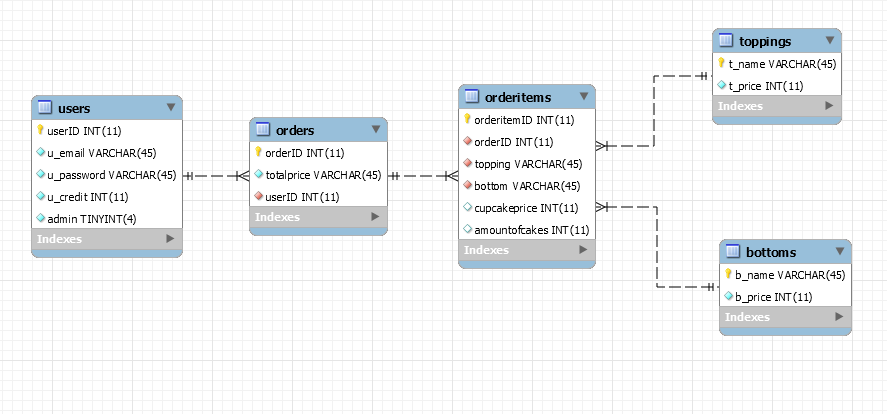 users
userID INT(11)
u_email VARCHAR(45)
u_password VARCHAR(45)
u_credit INT(11)
admin TINYINT(4)
Indexes
orders
orderID INT(11)
totalprice VARCHAR(45)
userID INT(11)
Indexes
orderitems
orderitemID INT(11)
orderID INT(11)
topping VARCHAR(45)
bottom VARCHAR(45)
cupcakeprice INT(11)
amountofcakes INT(11)
Indexes
toppings
t_name VARCHAR(45)
t_price INT(11)
Indexes
bottoms
b_name VARCHAR(45)
b_price INT(11)
Indexes